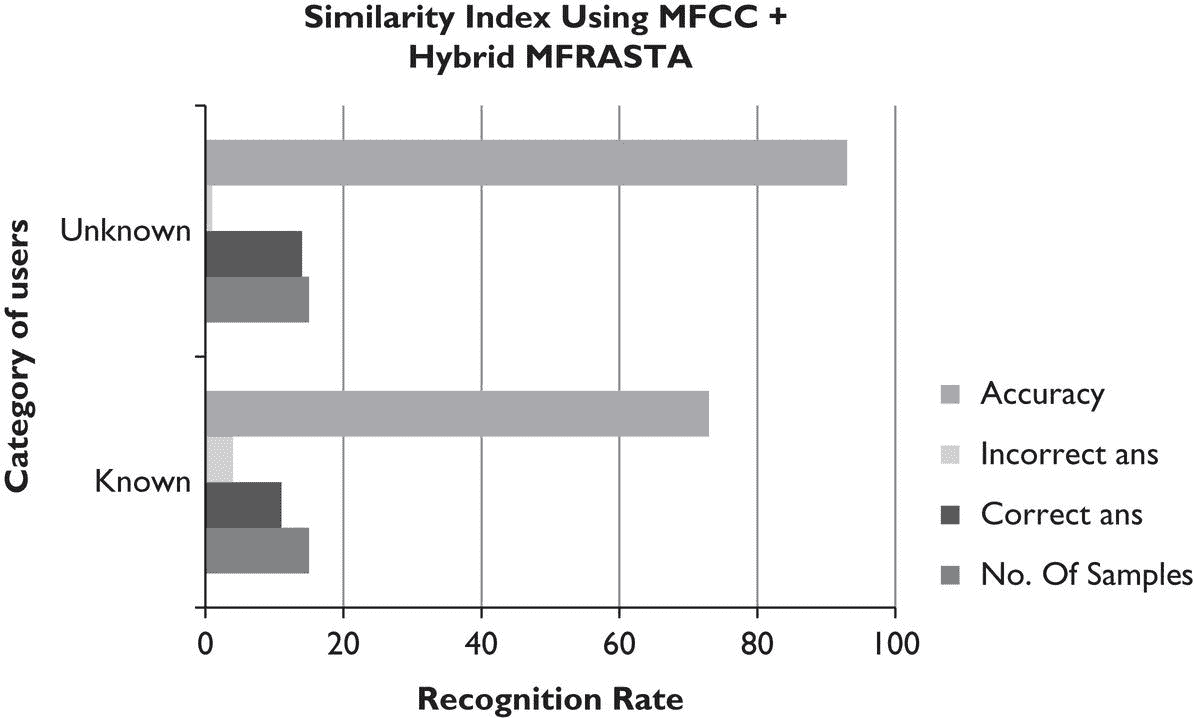 Similarity Index Using MFCC +
Hybrid MFRASTA
Category of users
Unknown
Known
0 20 40 60 80 100
Recognition Rate
Accuracy
Incorrect ans
Correct ans
No. Of Samples